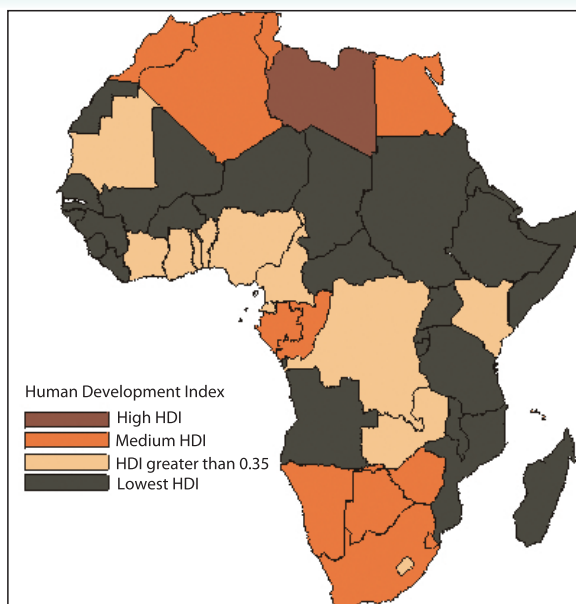 Human Development Index
High HDI
Medium HDI
HDI greater than 0.35
Lowest HDI